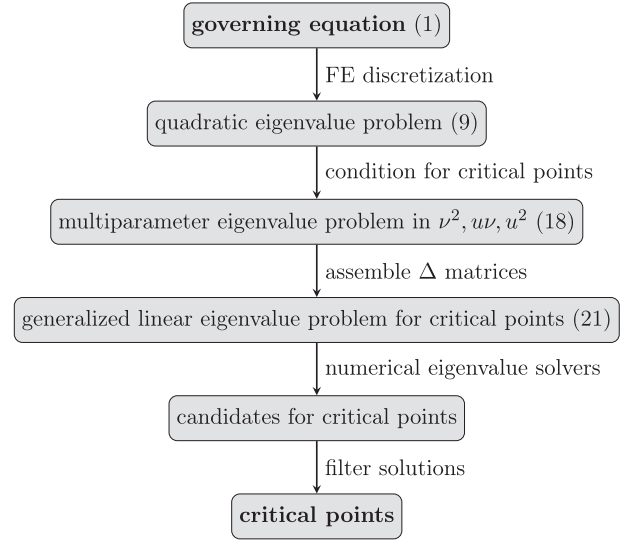 governing equation (1)
FE discretization
quadratic eigenvalue problem (9)
condition for critical points
multiparameter eigenvalue problem in ν², uν, u² (18)
assemble Δ matrices
generalized linear eigenvalue problem for critical points (21)
numerical eigenvalue solvers
candidates for critical points
filter solutions
critical points